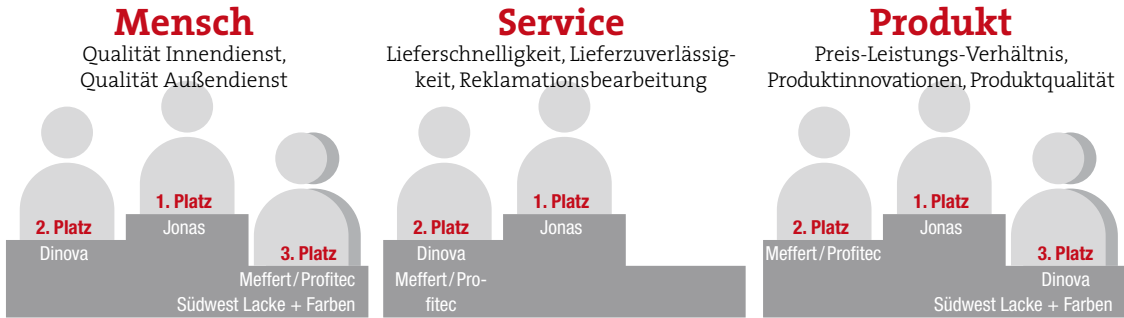 Mensch
Qualität Innendienst,
Qualität Außendienst
1. Platz
Jonas
2. Platz
Dinova
3. Platz
Meffert/Profitec
Südwest Lacke + Farben
Service
Lieferschnelligkeit, Lieferzuverlässig-
keit, Reklamationsbearbeitung
1. Platz
Jonas
2. Platz
Dinova
Meffert/Pro-
fitec
Produkt
Preis-Leistungs-Verhältnis,
Produktinnovationen, Produktqualität
1. Platz
Jonas
2. Platz
Meffert/Profitec
3. Platz
Dinova
Südwest Lacke + Farben